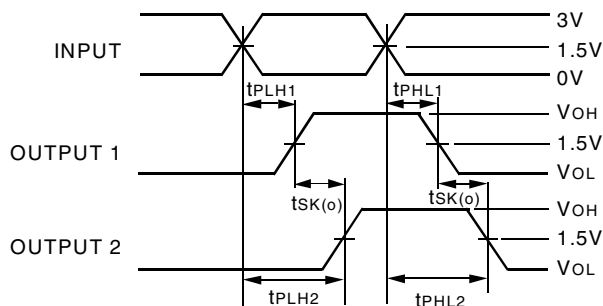 3V
INPUT
1.5V
0V
tPLH1
tPHL1
VOH
OUTPUT 1
1.5V
VOL
tSK(o)
tSK(o)
VOH
OUTPUT 2
1.5V
VOL
tPLH2
tPHL2